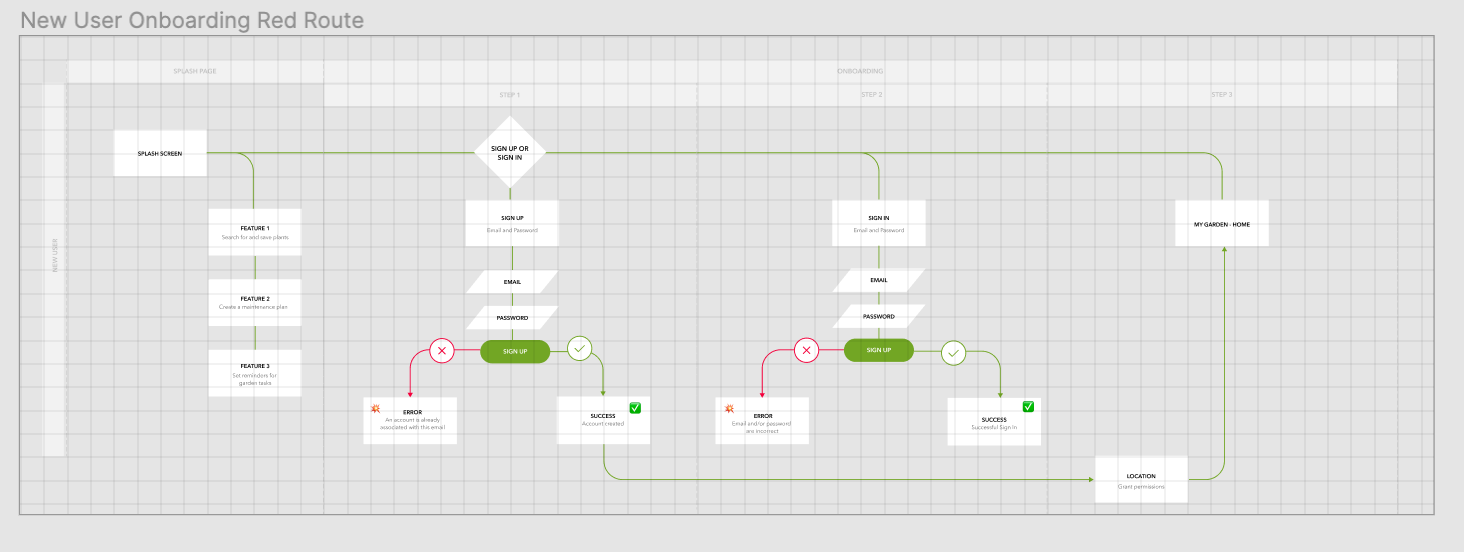 New User Onboarding Red Route
SPLASH PAGE
ONBOARDING
STEP 1
STEP 2
STEP 3
NEW USER
SPLASH SCREEN
FEATURE 1
Search for and save plants
FEATURE 2
Create a maintenance plan
FEATURE 3
Set reminders for
garden tasks
SIGN UP OR
SIGN IN
SIGN UP
Email and Password
EMAIL
PASSWORD
SIGN UP
ERROR
An account is already
associated with this email
SUCCESS
Account created
SIGN IN
Email and Password
EMAIL
PASSWORD
SIGN UP
ERROR
Email and/or password
are incorrect
SUCCESS
Successful Sign In
MY GARDEN - HOME
LOCATION
Grant permissions